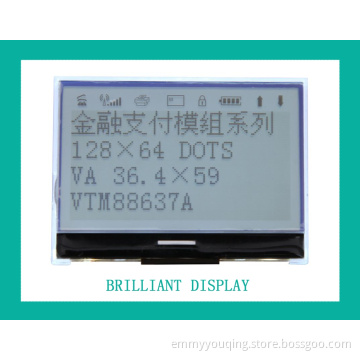 金融支付模组系列
128×64 DOTS
VA 36.4×59
VTM88637A
BRILLIANT DISPLAY
emmyyouqing.store.bossgoo.com